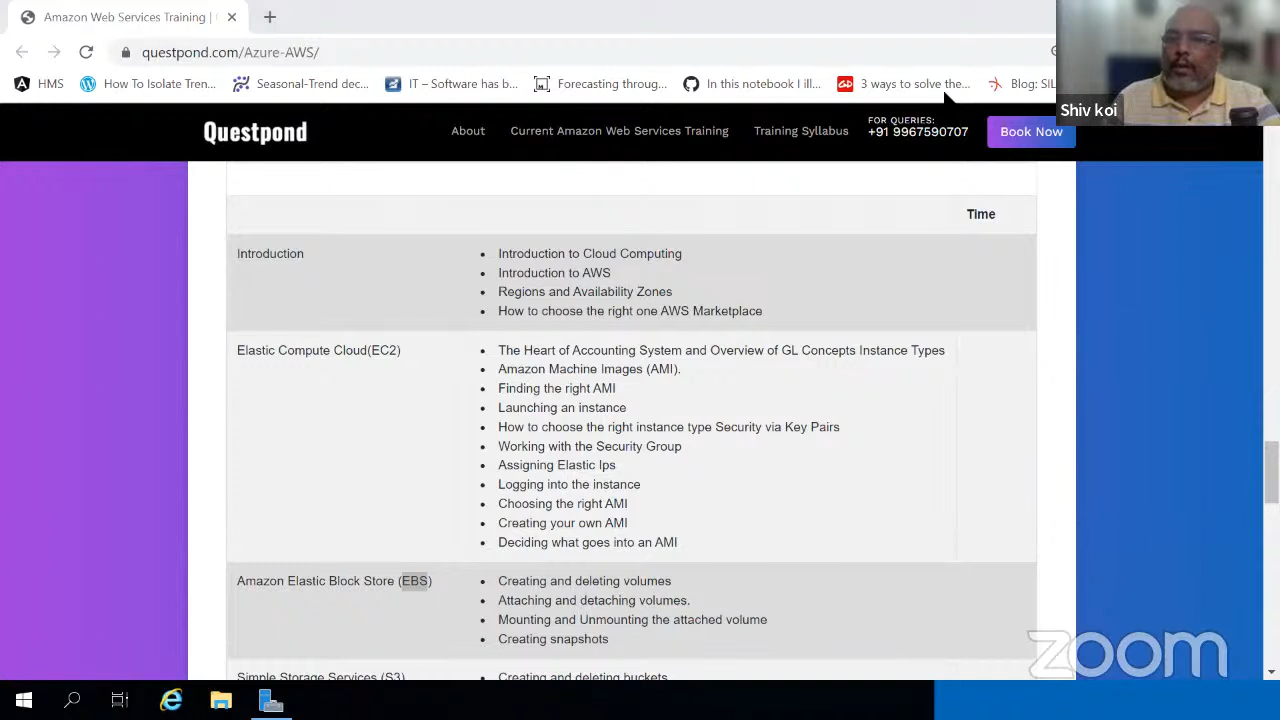 Amazon Web Services Training |
questpond.com/Azure-AWS/
HMS
How To Isolate Tren...
Seasonal-Trend dec...
IT – Software has b...
Forecasting throug...
In this notebook I ill...
3 ways to solve the...
Blog: SIL
Shiv koi
Questpond
About
Current Amazon Web Services Training
Training Syllabus
FOR QUERIES:
+91 9967590707
Book Now
Time
Introduction
• Introduction to Cloud Computing
• Introduction to AWS
• Regions and Availability Zones
• How to choose the right one AWS Marketplace
Elastic Compute Cloud(EC2)
• The Heart of Accounting System and Overview of GL Concepts Instance Types
• Amazon Machine Images (AMI).
• Finding the right AMI
• Launching an instance
• How to choose the right instance type Security via Key Pairs
• Working with the Security Group
• Assigning Elastic Ips
• Logging into the instance
• Choosing the right AMI
• Creating your own AMI
• Deciding what goes into an AMI
Amazon Elastic Block Store (EBS)
• Creating and deleting volumes
• Attaching and detaching volumes.
• Mounting and Unmounting the attached volume
• Creating snapshots
Simple Storage Services (S3)
• Creating and deleting buckets
zoom